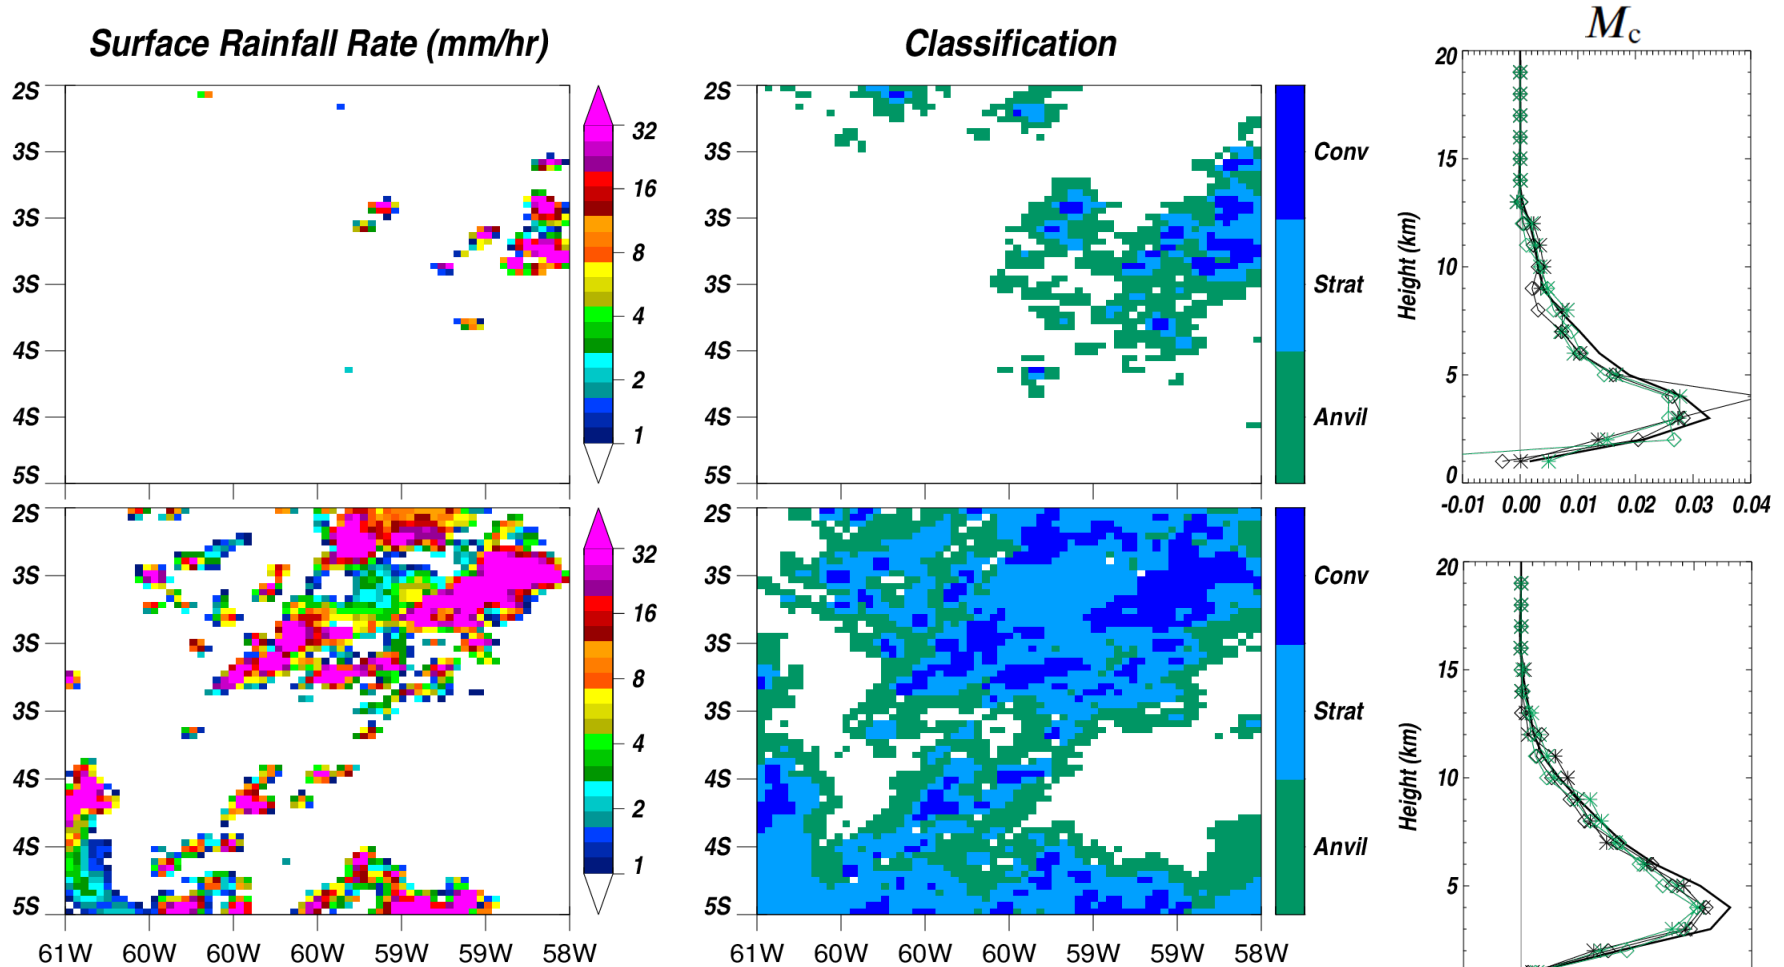 Surface Rainfall Rate (mm/hr)
Classification
Mc
2S
3S
3S
3S
4S
4S
5S
32
16
8
4
2
1
Conv
Strat
Anvil
Height (km)
20
15
10
5
0
-0.01 0.00 0.01 0.02 0.03 0.04
2S
3S
3S
3S
4S
4S
5S
61W 60W 60W 60W 59W 59W 58W
32
16
8
4
2
1
61W 60W 60W 60W 59W 59W 58W
Conv
Strat
Anvil
Height (km)
20
15
10
5